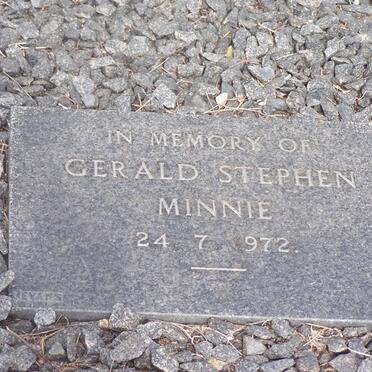 IN MEMORY OF
GERALD STEPHEN
MINNIE
24 7 972.